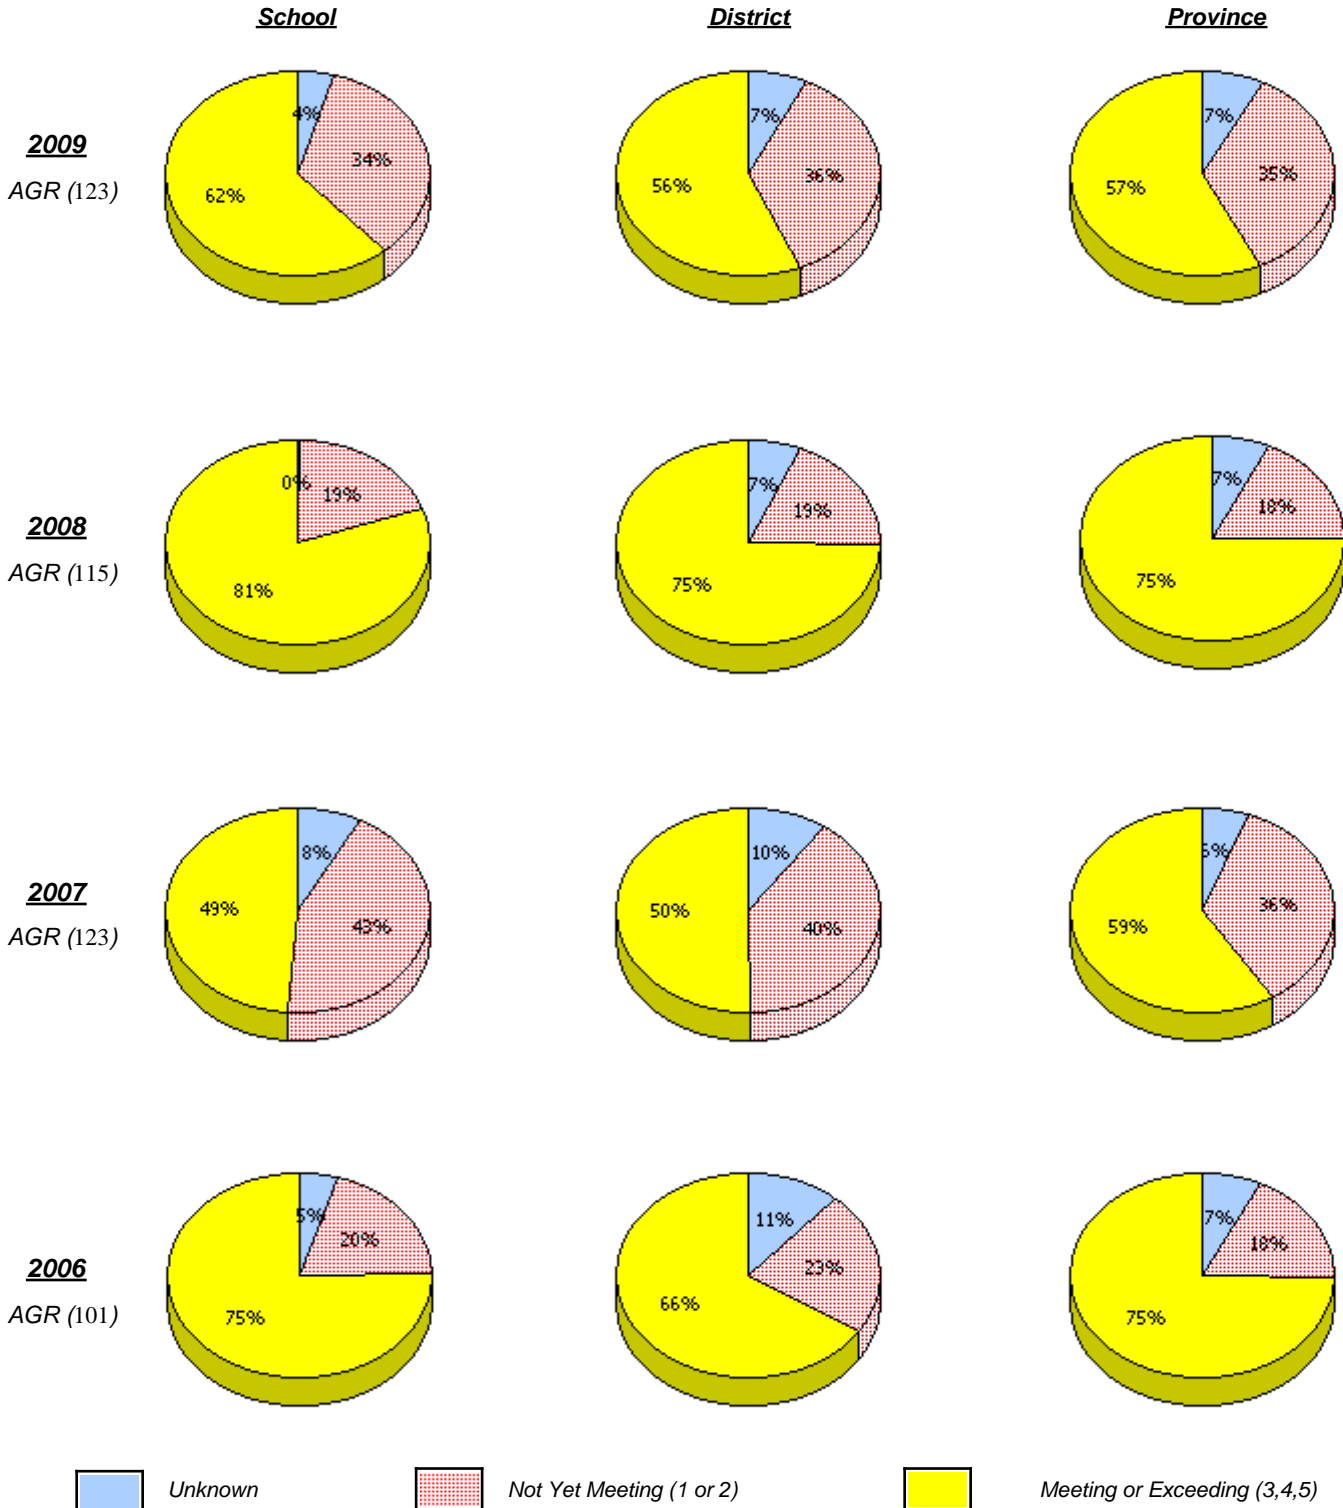 School District Province
2009
AGR (123)
4% 34% 62%
7% 36% 56%
7% 35% 57%
2008
AGR (115)
0% 19% 81%
7% 19% 75%
7% 18% 75%
2007
AGR (123)
8% 43% 49%
10% 40% 50%
5% 36% 59%
2006
AGR (101)
5% 20% 75%
11% 23% 66%
7% 18% 75%
Unknown Not Yet Meeting (1 or 2) Meeting or Exceeding (3,4,5)